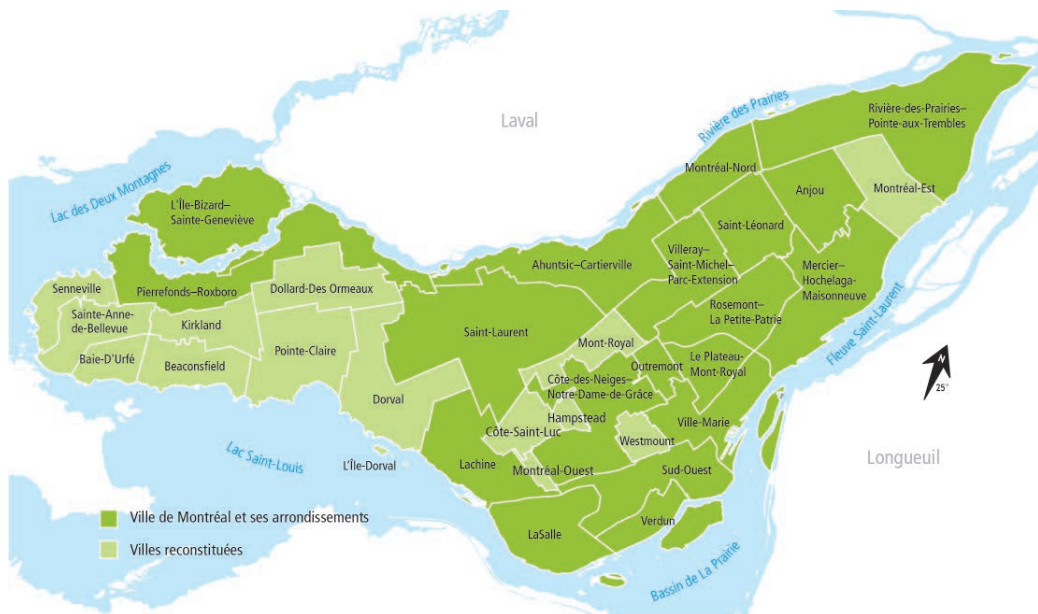 Rivière des Prairies
Laval
Rivière-des-Prairies–
Pointe-aux-Trembles
Montréal-Nord
Anjou
Montréal-Est
Lac des Deux Montagnes
L'Île-Bizard–
Sainte-Geneviève
Saint-Léonard
Villeray–
Saint-Michel–
Parc-Extension
Ahuntsic–Cartierville
Mercier–
Hochelaga-
Maisonneuve
Senneville
Pierrefonds–Roxboro
Dollard-Des Ormeaux
Sainte-Anne-
de-Bellevue
Kirkland
Saint-Laurent
Rosemont–
La Petite-Patrie
Fleuve Saint-Laurent
Mont-Royal
Baie-D'Urfé
Beaconsfield
Pointe-Claire
Outremont
Le Plateau-
Mont-Royal
Côte-des-Neiges–
Notre-Dame-de-Grâce
N
25°
Dorval
Hampstead
Ville-Marie
Côte-Saint-Luc
Westmount
Longueuil
Lac Saint-Louis
L'Île-Dorval
Lachine
Montréal-Ouest
Sud-Ouest
Ville de Montréal et ses arrondissements
Verdun
LaSalle
Villes reconstituées
Bassin de La Prairie